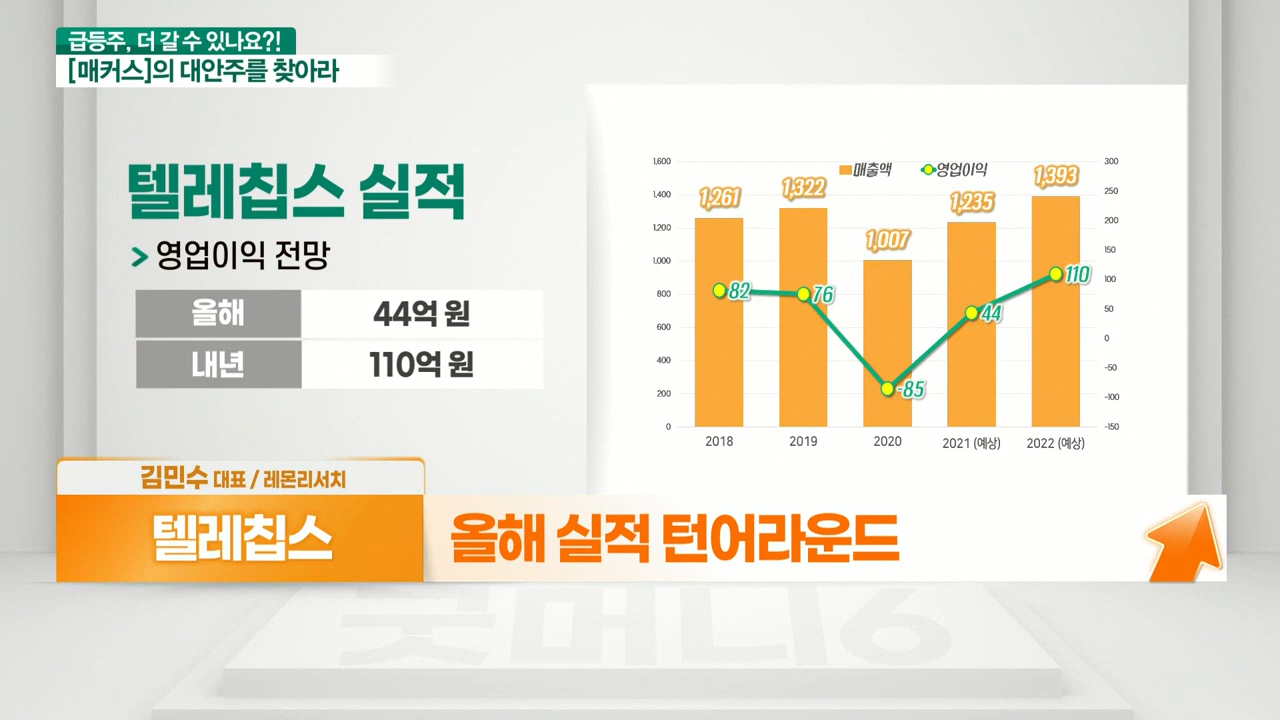 급등주, 더 갈 수 있나요?!
[매커스]의 대안주를 찾아라
텔레칩스 실적
> 영업이익 전망
올해 44억 원
내년 110억 원
매출액 영업이익
1,600
1,400
1,200
1,000
800
600
400
200
0
300
250
200
150
100
50
0
-50
-100
-150
1,261
1,322
1,007
1,235
1,393
82
76
-85
44
110
2018 2019 2020 2021 (예상) 2022 (예상)
김민수 대표 / 레몬리서치
텔레칩스
올해 실적 턴어라운드
굿머니6